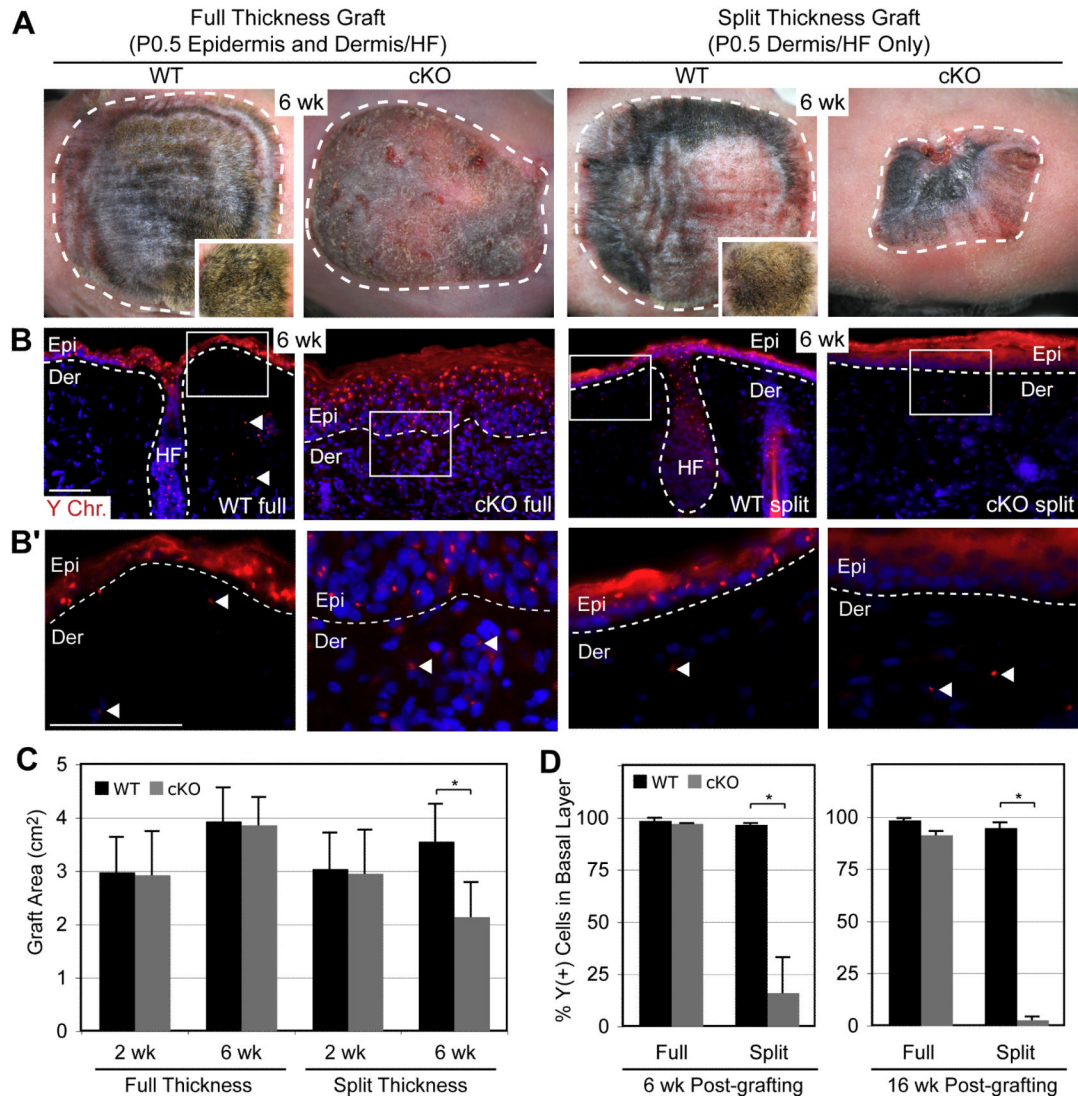 A
Full Thickness Graft
(P0.5 Epidermis and Dermis/HF)
Split Thickness Graft
(P0.5 Dermis/HF Only)
WT
cKO
WT
cKO
6 wk
6 wk
B
6 wk
6 wk
Epi
Der
HF
Y Chr.
WT full
Epi
Der
cKO full
Epi
Der
HF
WT split
Epi
Der
cKO split
B'
Epi
Der
Epi
Der
Epi
Der
Epi
Der
C
Graft Area (cm²)
5
4
3
2
1
0
WT
cKO
*
2 wk
6 wk
2 wk
6 wk
Full Thickness
Split Thickness
D
% Y(+) Cells in Basal Layer
100
75
50
25
0
WT
cKO
*
Full
Split
6 wk Post-grafting
100
75
50
25
0
*
Full
Split
16 wk Post-grafting